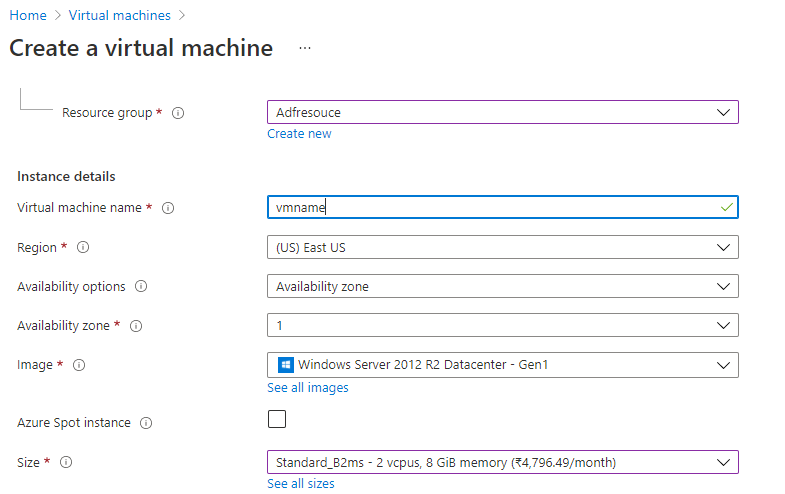 Home > Virtual machines >
Create a virtual machine ...
Resource group * Adfresouce
Create new
Instance details
Virtual machine name * vmname
Region * (US) East US
Availability options Availability zone
Availability zone * 1
Image * Windows Server 2012 R2 Datacenter - Gen1
See all images
Azure Spot instance
Size * Standard_B2ms - 2 vcpus, 8 GiB memory (₹4,796.49/month)
See all sizes